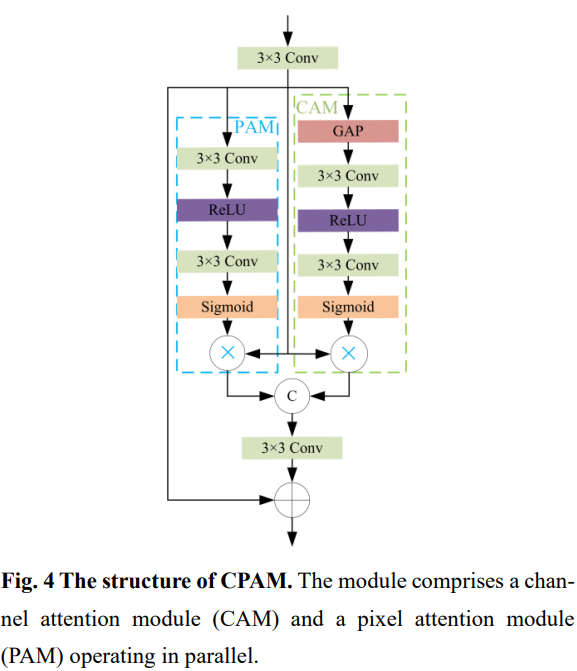 3×3 Conv
CAM
PAM
GAP
3×3 Conv
3×3 Conv
ReLU
ReLU
3×3 Conv
3×3 Conv
Sigmoid
Sigmoid
×
×
C
3×3 Conv
Fig. 4 The structure of CPAM. The module comprises a chan-
nel attention module (CAM) and a pixel attention module
(PAM) operating in parallel.